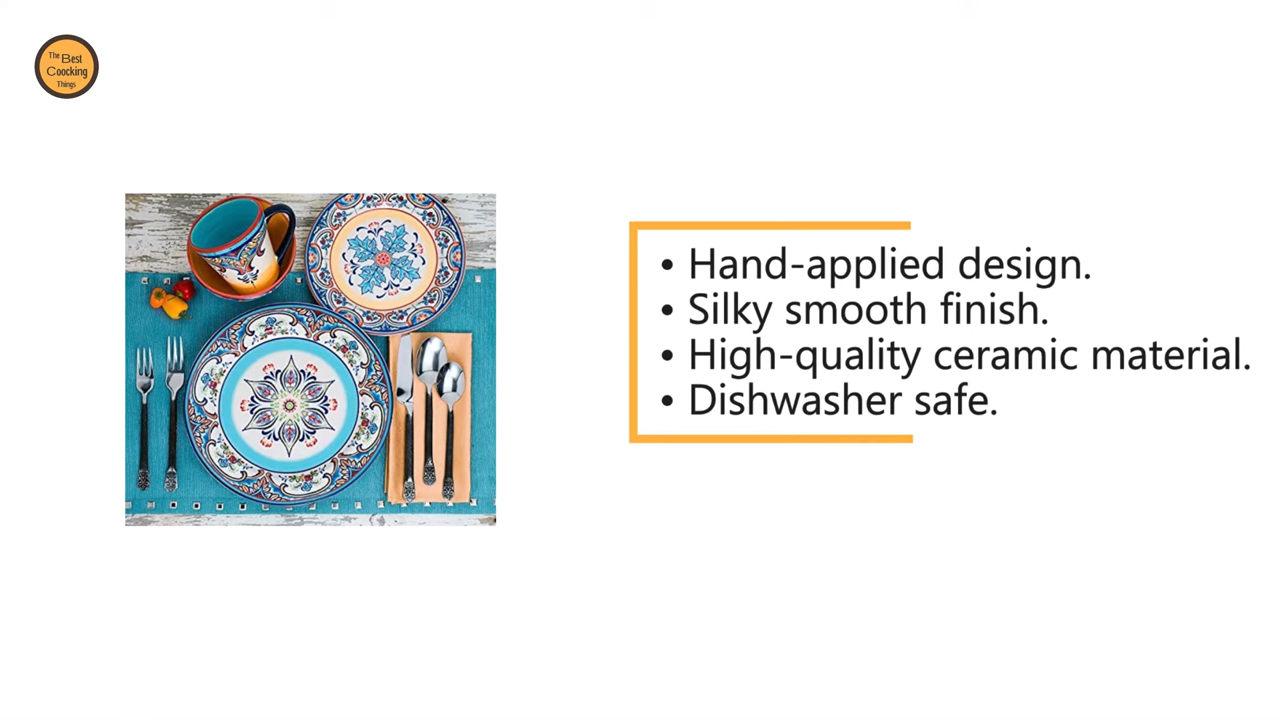 The Best
Coocking
Things
• Hand-applied design.
• Silky smooth finish.
• High-quality ceramic material.
• Dishwasher safe.